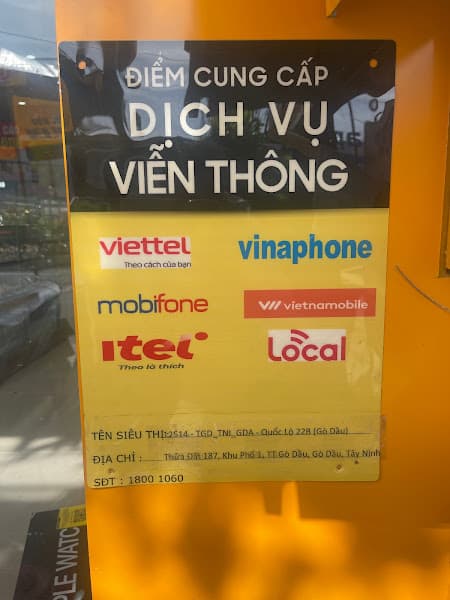 ĐIỂM CUNG CẤP
DỊCH VỤ
VIỄN THÔNG
viettel
Theo cách của bạn
vinaphone
mobifone
vietnamobile
Itel
Theo là thích
Local
TÊN SIÊU THỊ:2514 - TGD_TNI_GDA - Quốc Lộ 22B (Gò Dầu)
ĐỊA CHỈ : Thửa Đất 187, Khu Phố 1, TT.Gò Dầu, Gò Dầu, Tây Ninh
SĐT : 1800 1060
PLE WATC